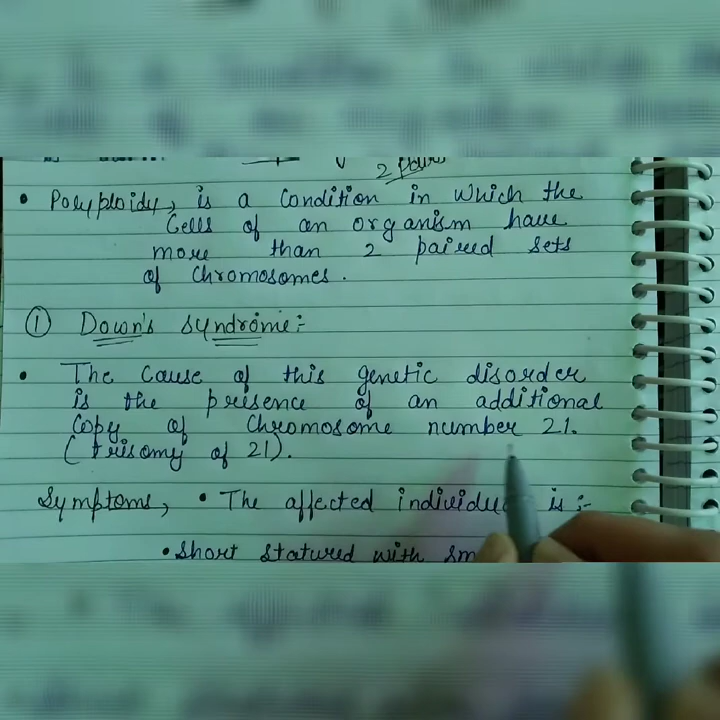 2 pairs
• Polyploidy, is a Condition in which the
Cells of an organism have
more than 2 paired sets
of chromosomes.
① Down's Syndrome:-
• The Cause of this genetic disorder
is the presence of an additional
Copy of Chromosome number 21.
(trisomy of 21).
Symptoms, • The affected individual is :-
• Short statured with sm